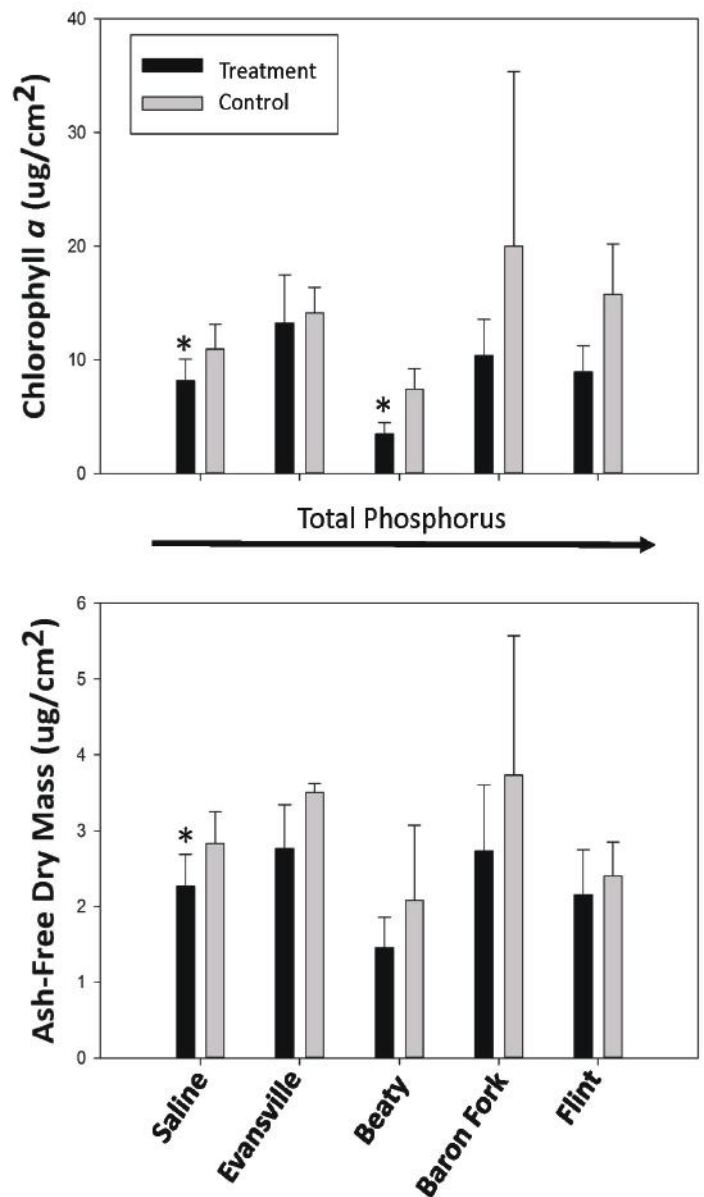 Chlorophyll a (ug/cm²)
40
30
20
10
0
Treatment
Control
*
*
Total Phosphorus
Ash-Free Dry Mass (ug/cm²)
6
5
4
3
2
1
0
*
Saline
Evansville
Beaty
Baron Fork
Flint